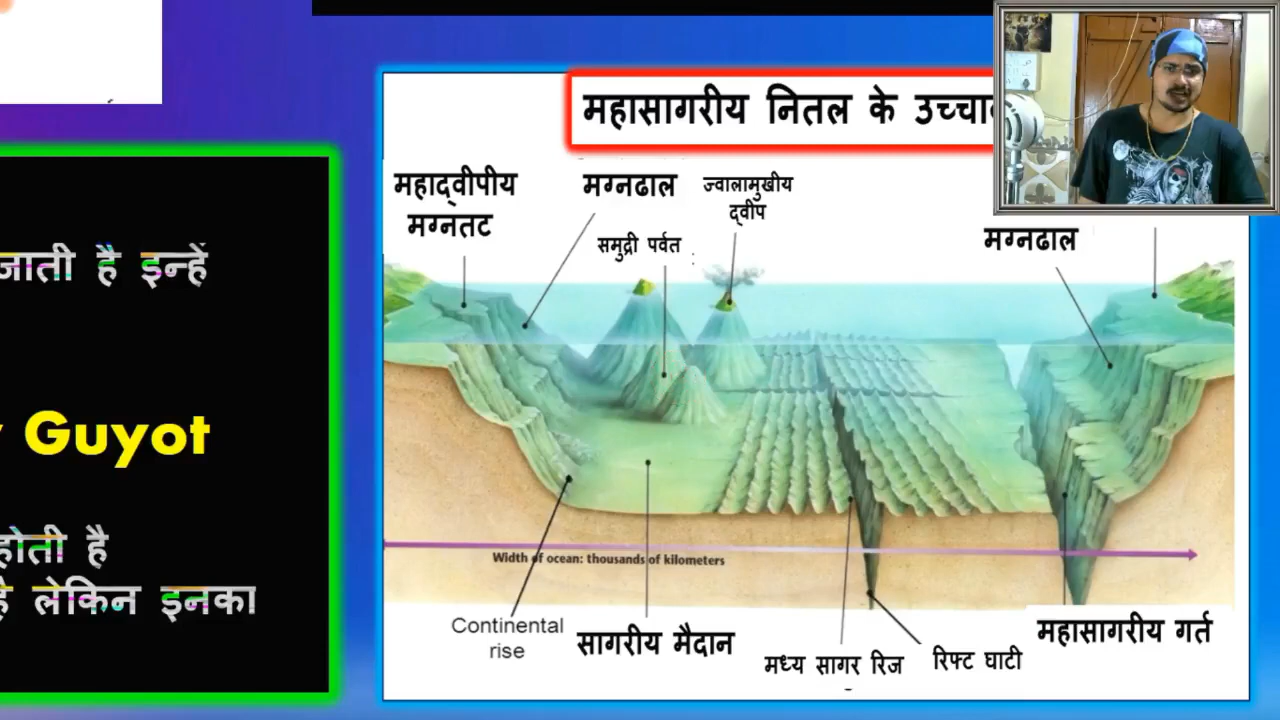 जाती है इन्हें
Guyot
होती है
है लेकिन इनका
महासागरीय नितल के
महाद्वीपीय
मग्नतट
मग्नढाल
ज्वालामुखीय
द्वीप
समुद्री पर्वत
मग्नढाल
Width of ocean: thousands of kilometers
Continental
rise
सागरीय मैदान
मध्य सागर रिज
रिफ्ट घाटी
महासागरीय गर्त